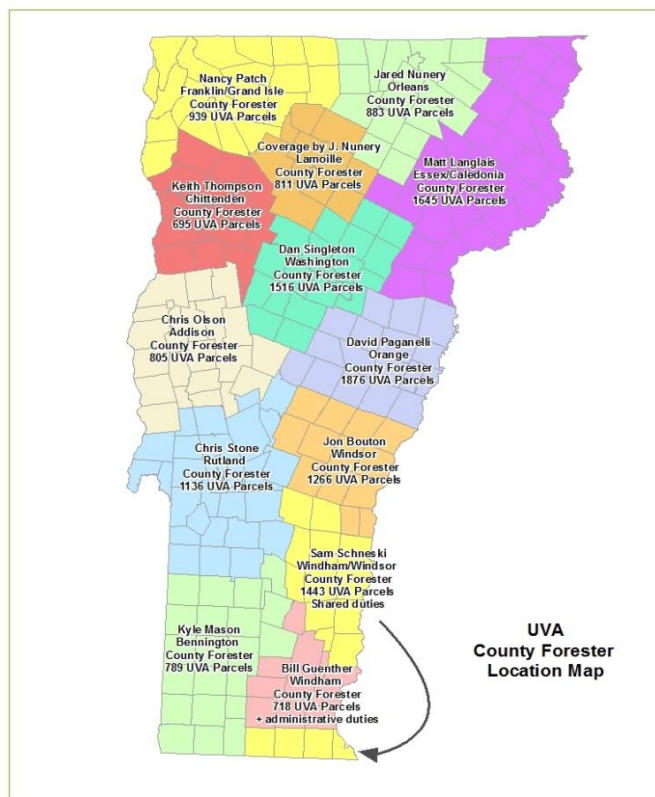 Nancy Patch
Franklin/Grand Isle
County Forester
939 UVA Parcels
Jared Nunery
Orleans
County Forester
883 UVA Parcels
Coverage by J. Nunery
Lamoille
County Forester
811 UVA Parcels
Matt Langlais
Essex/Caledonia
County Forester
1645 UVA Parcels
Keith Thompson
Chittenden
County Forester
695 UVA Parcels
Dan Singleton
Washington
County Forester
1516 UVA Parcels
Chris Olson
Addison
County Forester
805 UVA Parcels
David Paganelli
Orange
County Forester
1876 UVA Parcels
Chris Stone
Rutland
County Forester
1136 UVA Parcels
Jon Bouton
Windsor
County Forester
1266 UVA Parcels
Sam Schneski
Windham/Windsor
County Forester
1443 UVA Parcels
Shared duties
Kyle Mason
Bennington
County Forester
789 UVA Parcels
Bill Guenther
Windham
County Forester
718 UVA Parcels
+ administrative duties
UVA
County Forester
Location Map